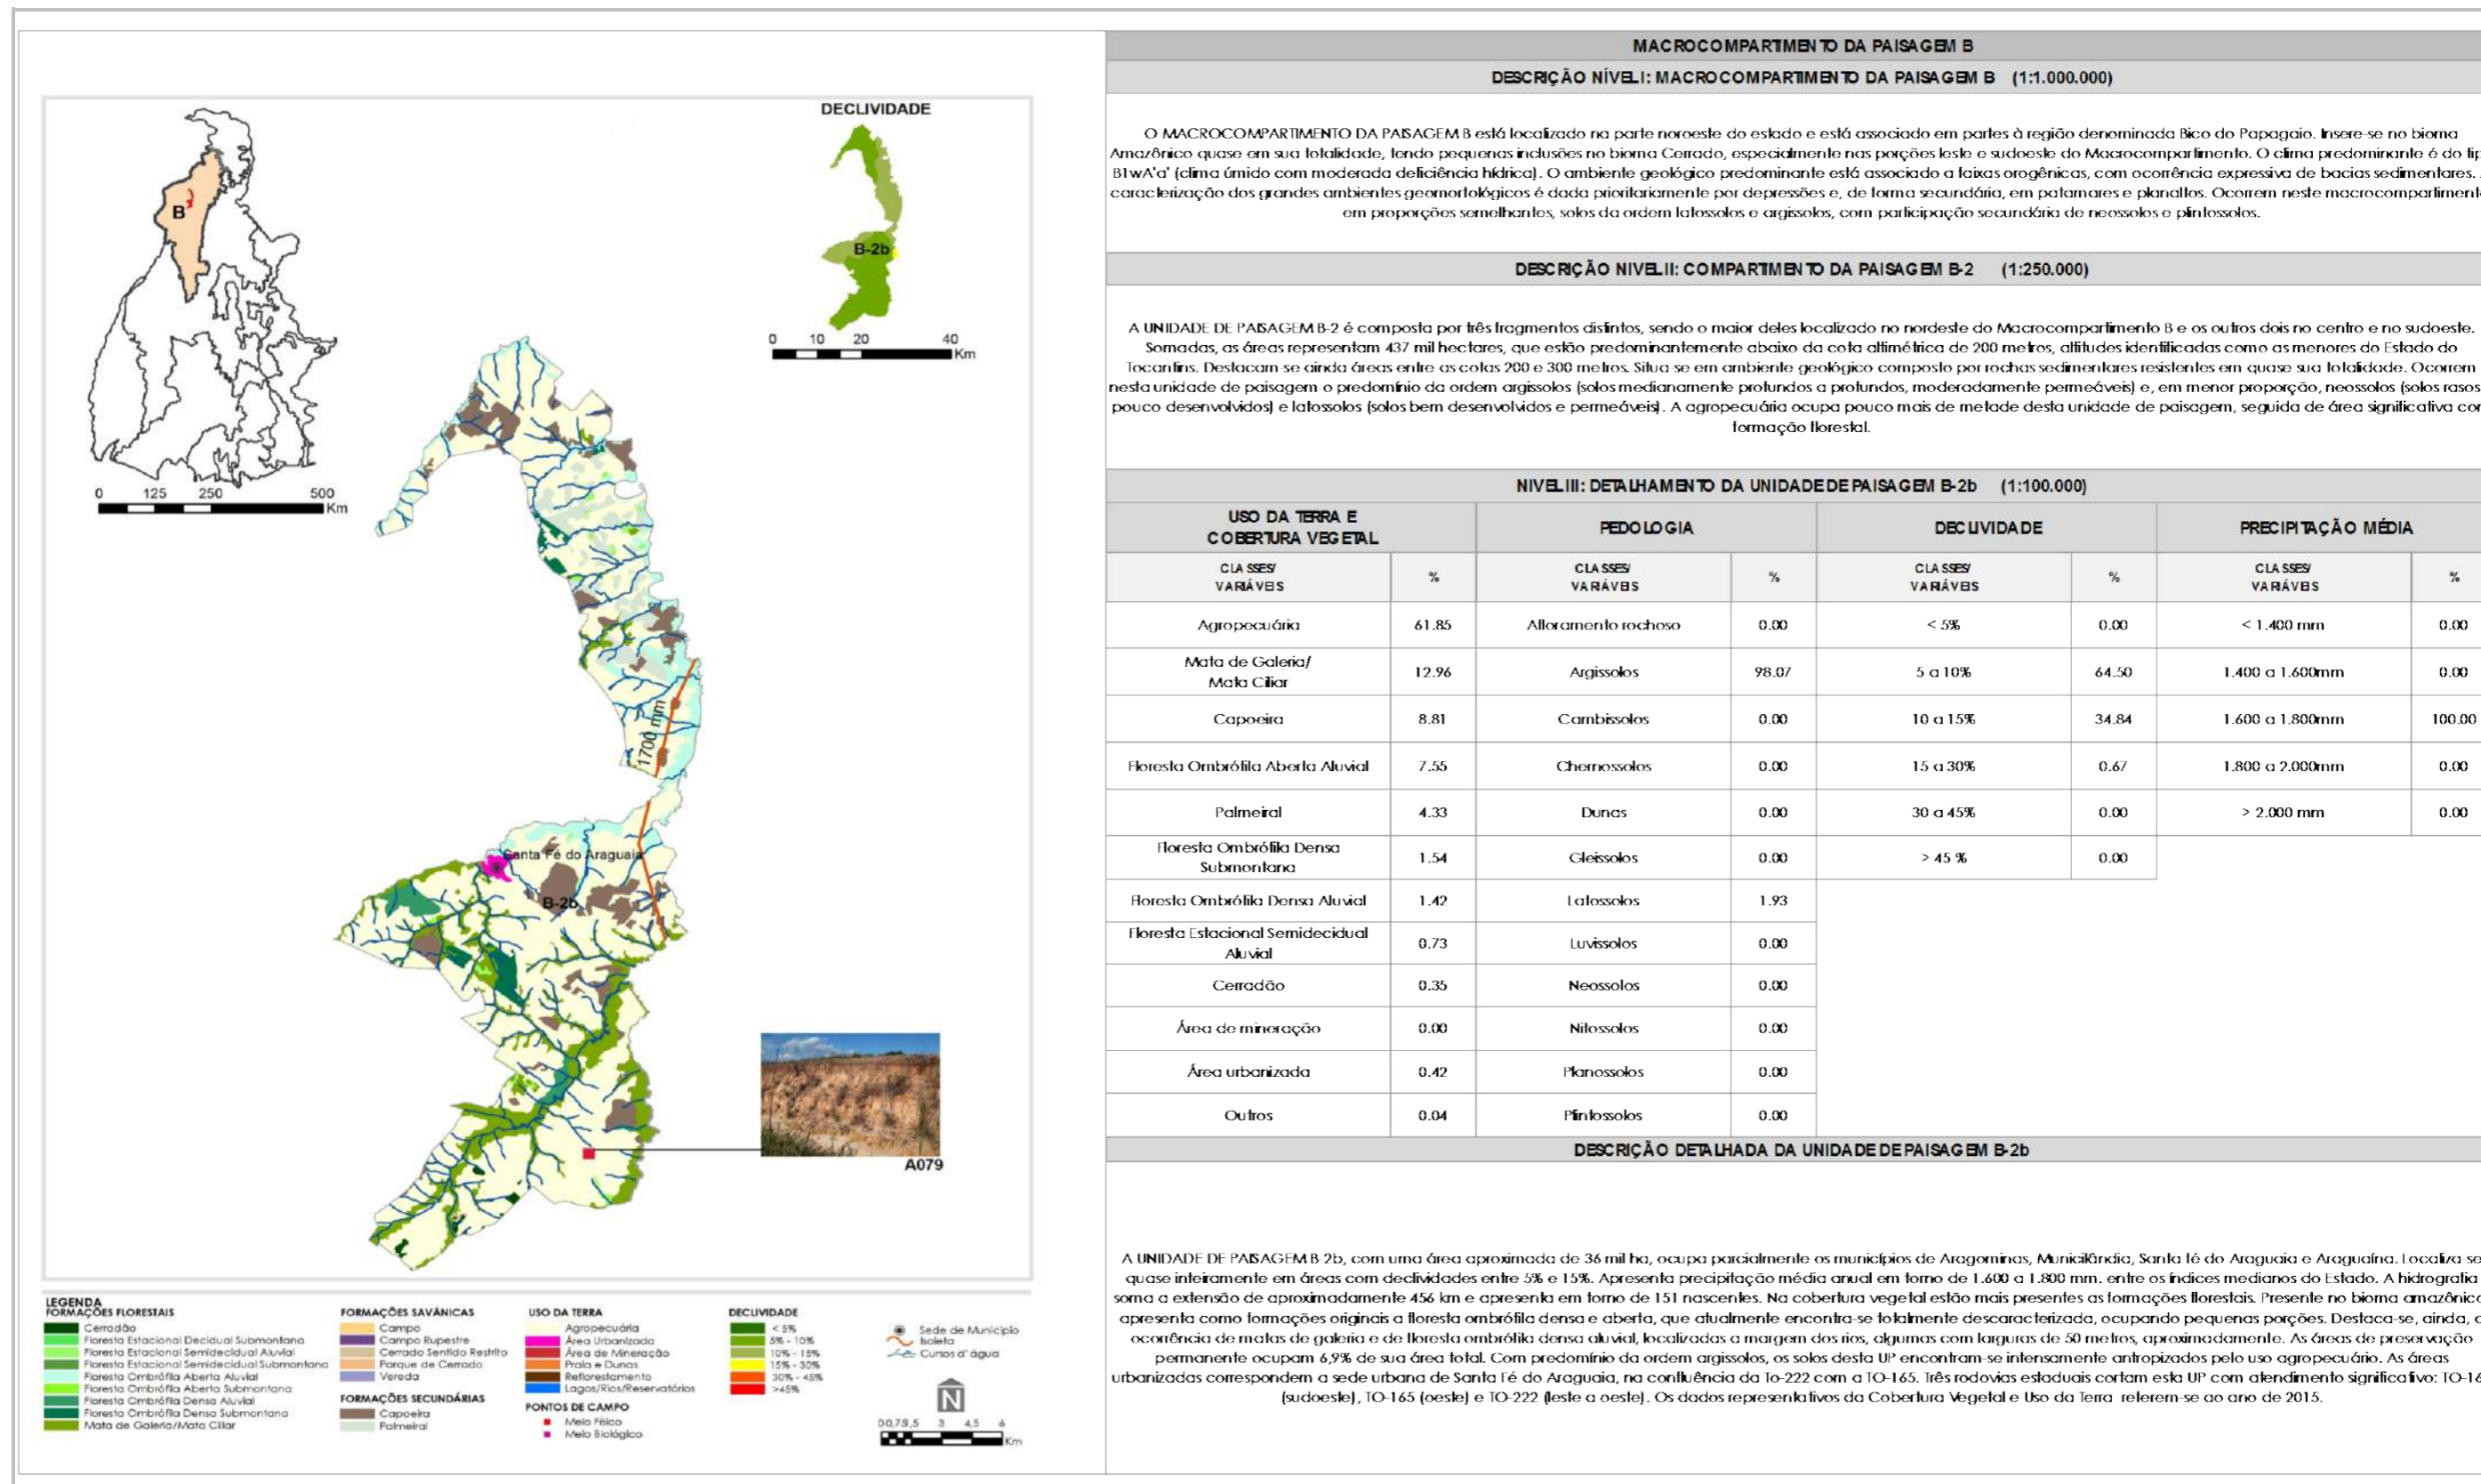 DECLIVIDADE
B
B-2b
0 10 20 40
Km
0 125 250 500
Km
1700 mm
Santa Fé do Araguaia
B-2b
A079
LEGENDA
FORMAÇÕES FLORESTAIS
Cerradão
Floresta Estacional Decidual Submontana
Floresta Estacional Semidecidual Aluvial
Floresta Estacional Semidecidual Submontana
Floresta Ombrófila Aberta Aluvial
Floresta Ombrófila Aberta Submontana
Floresta Ombrófila Densa Aluvial
Floresta Ombrófila Densa Submontana
Mata de Galeria/Mata Ciliar
FORMAÇÕES SAVÂNICAS
Campo
Campo Rupestre
Cerrado Sentido Restrito
Parque de Cerrado
Vereda
FORMAÇÕES SECUNDÁRIAS
Capoeira
Palmeiral
USO DA TERRA
Agropecuária
Área Urbanizada
Área de Mineração
Praia e Dunas
Reflorestamento
Lagos/Rios/Reservatórios
PONTOS DE CAMPO
Meio Físico
Meio Biológico
DECLIVIDADE
< 5%
5% - 10%
10% - 15%
15% - 30%
30% - 45%
>45%
Sede de Município
Isoieta
Cursos d' água
N
0 0,75 1,5 3 4,5 6
Km
MACROCOMPARTIMENTO DA PAISAGEM B
DESCRIÇÃO NÍVEL I: MACROCOMPARTIMENTO DA PAISAGEM B (1:1.000.000)
O MACROCOMPARTIMENTO DA PAISAGEM B está localizado na parte noroeste do estado e está associado em partes à região denominada Bico do Papagaio. Insere-se no bioma
Amazônico quase em sua totalidade, tendo pequenas inclusões no bioma Cerrado, especialmente nas porções leste e sudoeste do Macrocompartimento. O clima predominante é do
B1wA'a' (clima úmido com moderada deficiência hídrica). O ambiente geológico predominante está associado a faixas orogênicas, com ocorrência expressiva de bacias sedimentares.
caracterização dos grandes ambientes geomorfológicos é dada prioritariamente por depressões e, de forma secundária, em patamares e planaltos. Ocorrem neste macrocompartiment
em proporções semelhantes, solos da ordem latossolos e argissolos, com participação secundária de neossolos e plintossolos.
DESCRIÇÃO NIVEL II: COMPARTIMENTO DA PAISAGEM B-2 (1:250.000)
A UNIDADE DE PAISAGEM B-2 é composta por três fragmentos distintos, sendo o maior deles localizado no nordeste do Macrocompartimento B e os outros dois no centro e no sudoeste.
Somadas, as áreas representam 437 mil hectares, que estão predominantemente abaixo da cota altimétrica de 200 metros, altitudes identificadas como as menores do Estado do
Tocantins. Destacam-se ainda áreas entre as cotas 200 e 300 metros. Situa-se em ambiente geológico composto por rochas sedimentares resistentes em quase sua totalidade. Ocorrem
nesta unidade de paisagem o predomínio da ordem argissolos (solos medianamente profundos a profundos, moderadamente permeáveis) e, em menor proporção, neossolos (solos rasos
pouco desenvolvidos) e latossolos (solos bem desenvolvidos e permeáveis). A agropecuária ocupa pouco mais de metade desta unidade de paisagem, seguida de área significativa
formação florestal.
NIVEL III: DETALHAMENTO DA UNIDADE DE PAISAGEM B-2b (1:100.000)
USO DA TERRA E
COBERTURA VEGETAL PEDOLOGIA DECLIVIDADE PRECIPITAÇÃO MÉDIA
CLASSES/
VARIÁVEIS % CLASSES/
VARIÁVEIS % CLASSES/
VARIÁVEIS % CLASSES/
VARIÁVEIS %
Agropecuária 61.85 Afloramento rochoso 0.00 < 5% 0.00 < 1.400 mm 0.00
Mata de Galeria/
Mata Ciliar 12.96 Argissolos 98.07 5 a 10% 64.50 1.400 a 1.600mm 0.00
Capoeira 8.81 Cambissolos 0.00 10 a 15% 34.84 1.600 a 1.800mm 100.00
Floresta Ombrófila Aberta Aluvial 7.55 Chernossolos 0.00 15 a 30% 0.67 1.800 a 2.000mm 0.00
Palmeiral 4.33 Dunas 0.00 30 a 45% 0.00 > 2.000 mm 0.00
Floresta Ombrófila Densa
Submontana 1.54 Gleissolos 0.00 > 45 % 0.00
Floresta Ombrófila Densa Aluvial 1.42 Latossolos 1.93
Floresta Estacional Semidecidual
Aluvial 0.73 Luvissolos 0.00
Cerradão 0.35 Neossolos 0.00
Área de mineração 0.00 Nitossolos 0.00
Área urbanizada 0.42 Planossolos 0.00
Outros 0.04 Plintossolos 0.00
DESCRIÇÃO DETALHADA DA UNIDADE DE PAISAGEM B-2b
A UNIDADE DE PAISAGEM B 2b, com uma área aproximada de 36 mil ha, ocupa parcialmente os municípios de Aragominas, Muricilândia, Santa fé do Araguaia e Araguaína. Localiza-se
quase inteiramente em áreas com declividades entre 5% e 15%. Apresenta precipitação média anual em torno de 1.600 a 1.800 mm. entre os índices medianos do Estado. A hidrografia
soma a extensão de aproximadamente 456 km e apresenta em torno de 151 nascentes. Na cobertura vegetal estão mais presentes as formações florestais. Presente no bioma amazônico
apresenta como formações originais a floresta ombrófila densa e aberta, que atualmente encontra-se totalmente descaracterizada, ocupando pequenas porções. Destaca-se, ainda,
ocorrência de matas de galeria e de floresta ombrófila densa aluvial, localizadas a margem dos rios, algumas com larguras de 50 metros, aproximadamente. As áreas de preservação
permanente ocupam 6,9% de sua área total. Com predomínio da ordem argissolos, os solos desta UP encontram-se intensamente antropizados pelo uso agropecuário. As áreas
urbanizadas correspondem a sede urbana de Santa Fé do Araguaia, na confluência da To-222 com a TO-165. Três rodovias estaduais cortam esta UP com atendimento significativo:
(sudoeste), TO-165 (oeste) e TO-222 (leste a oeste). Os dados representativos da Cobertura Vegetal e Uso da Terra referem-se ao ano de 2015.